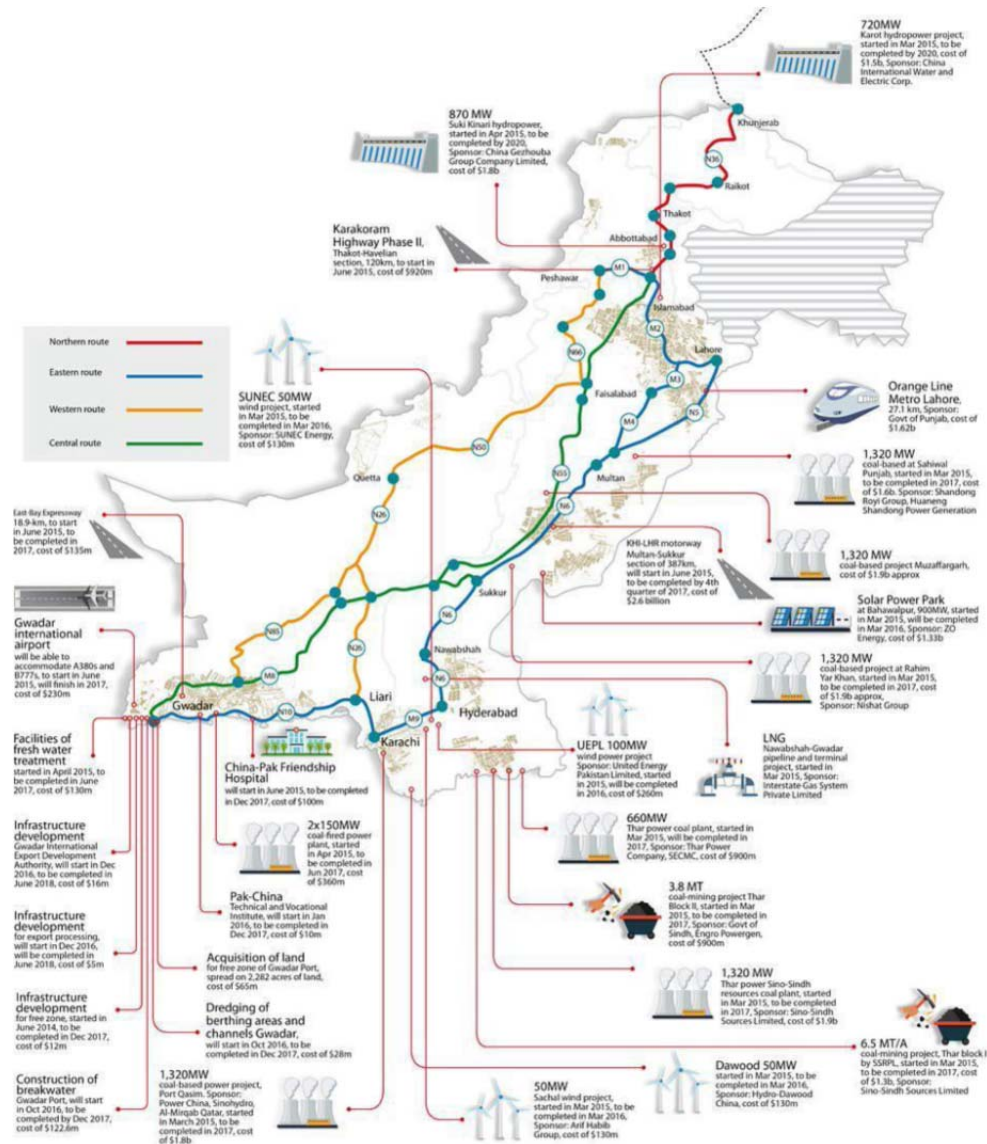 720MW
Karot hydropower project,
started in Mar 2015, to be
completed by 2020, cost of
$1.5b, Sponsor: China
International Water and
Electric Corp.
870 MW
Suki Kinari hydropower,
started in Apr 2015, to be
completed by 2020,
Sponsor: China Gezhouba
Group Company Limited,
cost of $1.8b
Khunjerab
N35
Raikot
Thakot
Abbottabad
Karakoram
Highway Phase II,
Thakot-Havelian
section, 120km, to start in
June 2015, cost of $920m
Peshawar
M1
Islamabad
M2
Northern route
Eastern route
Western route
Central route
SUNEC 50MW
wind project, started
in Mar 2015, to be
completed in Mar 2016,
Sponsor: SUNEC Energy,
cost of $130m
N66
Lahore
M3
Faisalabad
N5
M4
Orange Line
Metro Lahore,
27.1 km, Sponsor:
Govt of Punjab, cost of
$1.62b
N50
Quetta
N55
Multan
N6
N26
1,320 MW
coal-based at Sahiwal
Punjab, started in Mar 2015,
to be completed in 2017, cost
of $1.6b. Sponsor: Shandong
Royi Group, Huaneng
Shandong Power Generation
East-Bay Expressway
18.9-km, to start
in June 2015, to
be completed in
2017, cost of $135m
KHI-LHR motorway
Multan-Sukkur
section of 387km,
will start in June 2015,
to be completed by 4th
quarter of 2017, cost of
$2.6 billion
1,320 MW
coal-based project Muzaffargarh,
cost of $1.9b approx
Solar Power Park
at Bahawalpur, 900MW, started
in Mar 2015, will be completed
in Mar 2016, Sponsor: ZO
Energy, cost of $1.33b
Gwadar
international
airport
will be able to
accommodate A380s and
B777s, to start in June
2015, will finish in 2017,
cost of $230m
Sukkur
N6
N85
Nawabshah
N6
M8
Gwadar
N10
Liari
M9
Hyderabad
Karachi
1,320 MW
coal-based project at Rahim
Yar Khan, started in Mar 2015,
to be completed in 2017, cost
of $1.9b approx,
Sponsor: Nishat Group
Facilities of
fresh water
treatment
started in April 2015, to
be completed in June
2017, cost of $130m
China-Pak Friendship
Hospital
will start in June 2015, to be completed
in Dec 2017, cost of $100m
UEPL 100MW
wind power project
Sponsor: United Energy
Pakistan Limited, started
in 2015, will be completed
in 2016, cost of $260m
LNG
Nawabshah-Gwadar
pipeline and terminal
project, started in
Mar 2015, Sponsor:
Interstate Gas System
Private Limited
Infrastructure
development
Gwadar International
Export Development
Authority, will start in Dec
2016, to be completed in
June 2018, cost of $16m
2x150MW
coal-fired power
plant, started
in Apr 2015, to
be completed in
Jun 2017, cost of
$360m
660MW
Thar power coal plant, started in
Mar 2015, will be completed in
2017, Sponsor: Thar Power
Company, SECMC, cost of $900m
Pak-China
Technical and Vocational
Institute, will start in Jan
2016, to be completed in
Dec 2017, cost of $10m
3.8 MT
coal-mining project Thar
Block II, started in Mar
2015, to be completed in
2017, Sponsor: Govt of
Sindh, Engro Powergen,
cost of $900m
Infrastructure
development
for export processing,
will start in Dec 2016,
will be completed in
June 2018, cost of $5m
Acquisition of land
for free zone of Gwadar Port,
spread on 2,282 acres of land,
cost of $65m
1,320 MW
Thar power Sino-Sindh
resources coal plant, started
in Mar 2015, to be completed
in 2017, Sponsor: Sino-Sindh
Sources Limited, cost of $1.9b
Infrastructure
development
for free zone, started in
June 2014, to be
completed in Dec 2017,
cost of $12m
Dredging of
berthing areas and
channels Gwadar,
will start in Oct 2016, to be
completed in Dec 2017, cost of $28m
6.5 MT/A
coal-mining project, Thar block I
by SSRPL, started in Mar 2015,
to be completed in 2017, cost
of $1.3b, Sponsor:
Sino-Sindh Sources Limited
Construction of
breakwater
Gwadar Port, will start
in Oct 2016, to be
completed by Dec 2017,
cost of $122.6m
1,320MW
coal-based power project,
Port Qasim. Sponsor:
Power China, Sinohydro,
Al-Mirqab Qatar, started
In March 2015, to be
completed in 2017, cost of
$1.8b
50MW
Sachal wind project,
started in Mar 2015, to be
completed in Mar 2016,
Sponsor: Arif Habib
Group, cost of $130m
Dawood 50MW
started in Mar 2015, to be
completed in Mar 2016,
Sponsor: Hydro-Dawood
China, cost of $130m